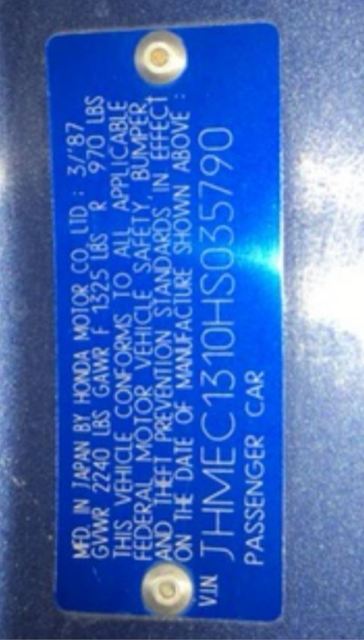 MFD. IN JAPAN BY HONDA MOTOR CO., LTD. : 3/'87
GVWR 2240 LBS GAWR F 1325 LBS R 970 LBS
THIS VEHICLE CONFORMS TO ALL APPLICABLE
FEDERAL MOTOR VEHICLE SAFETY, BUMPER,
AND THEFT PREVENTION STANDARDS, IN EFFECT
ON THE DATE OF MANUFACTURE SHOWN ABOVE :
V.I.N JHMEC1310HS035790
PASSENGER CAR